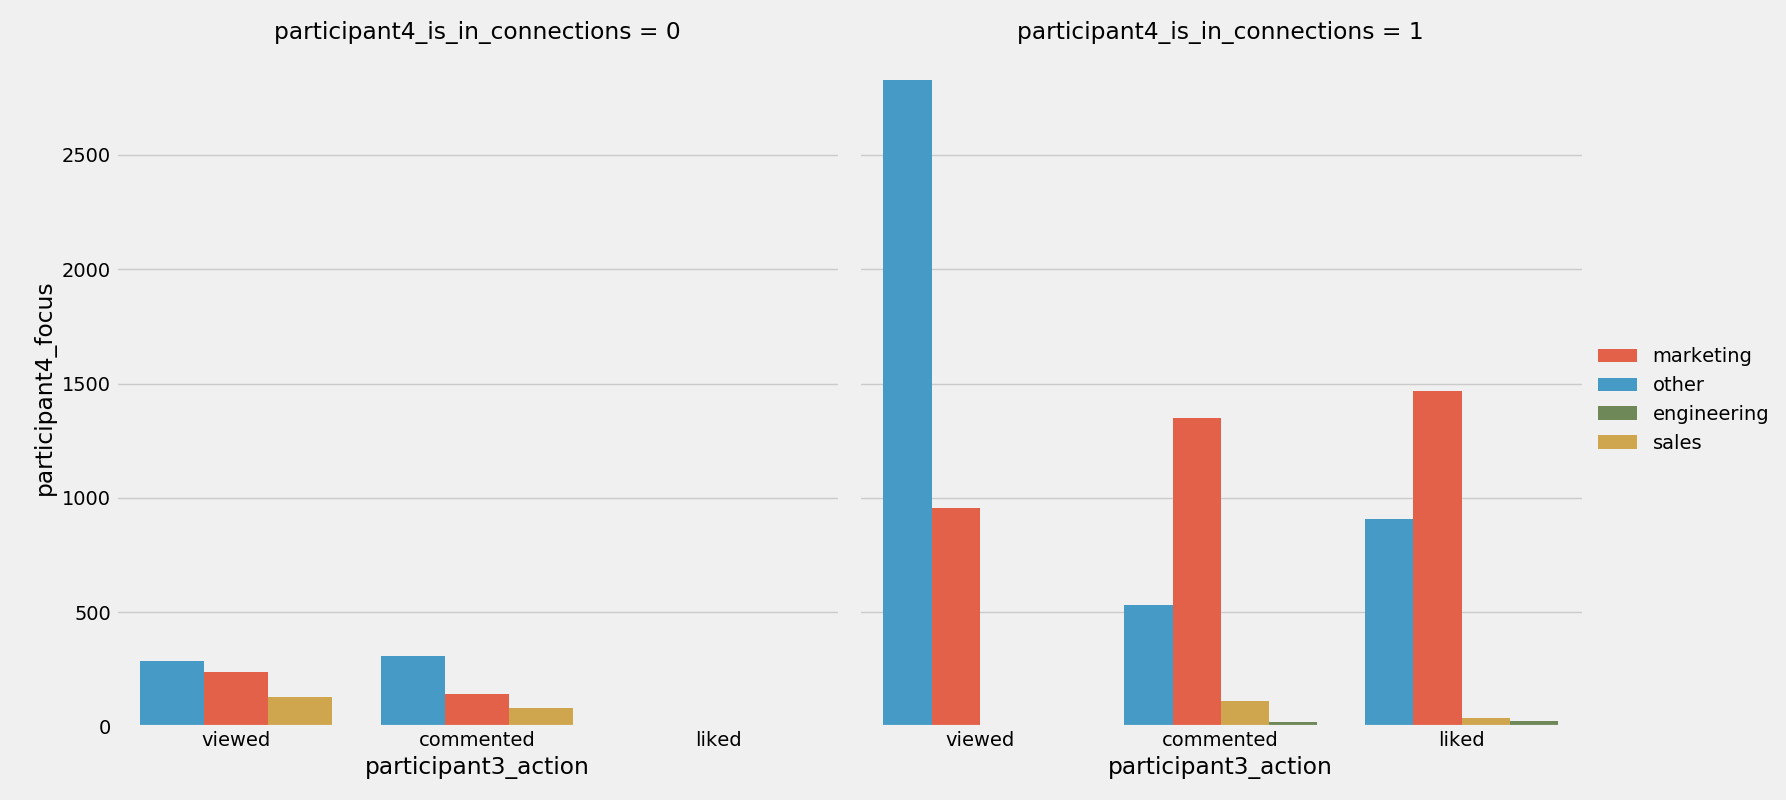 participant4_is_in_connections = 0
participant4_is_in_connections = 1
participant4_focus
2500
2000
1500
1000
500
0
viewed
commented
liked
viewed
commented
liked
participant3_action
participant3_action
marketing
other
engineering
sales